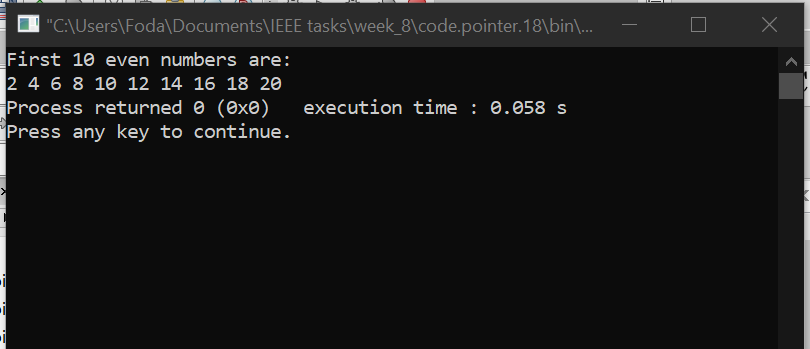 "C:\Users\Foda\Documents\IEEE tasks\week_8\code.pointer.18\bin\...
First 10 even numbers are:
2 4 6 8 10 12 14 16 18 20
Process returned 0 (0x0)   execution time : 0.058 s
Press any key to continue.